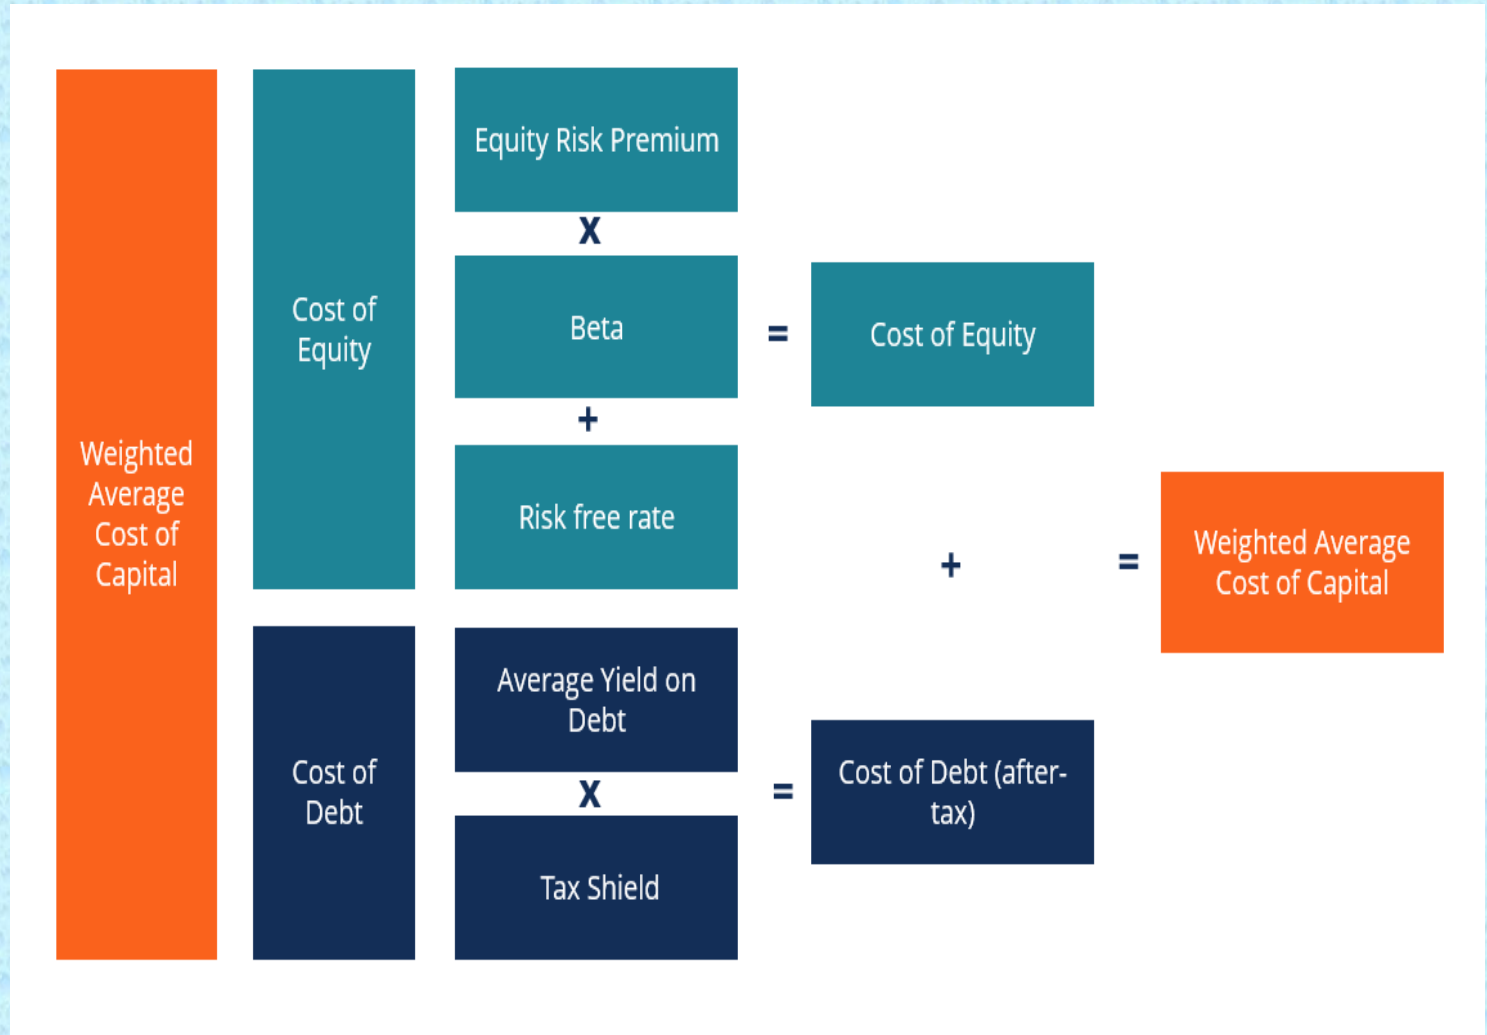 Weighted
Average
Cost of
Capital
Cost of
Equity
Equity Risk Premium
x
Beta
+
Risk free rate
=
Cost of Equity
Cost of
Debt
Average Yield on
Debt
x
Tax Shield
=
Cost of Debt (after-
tax)
+
=
Weighted Average
Cost of Capital